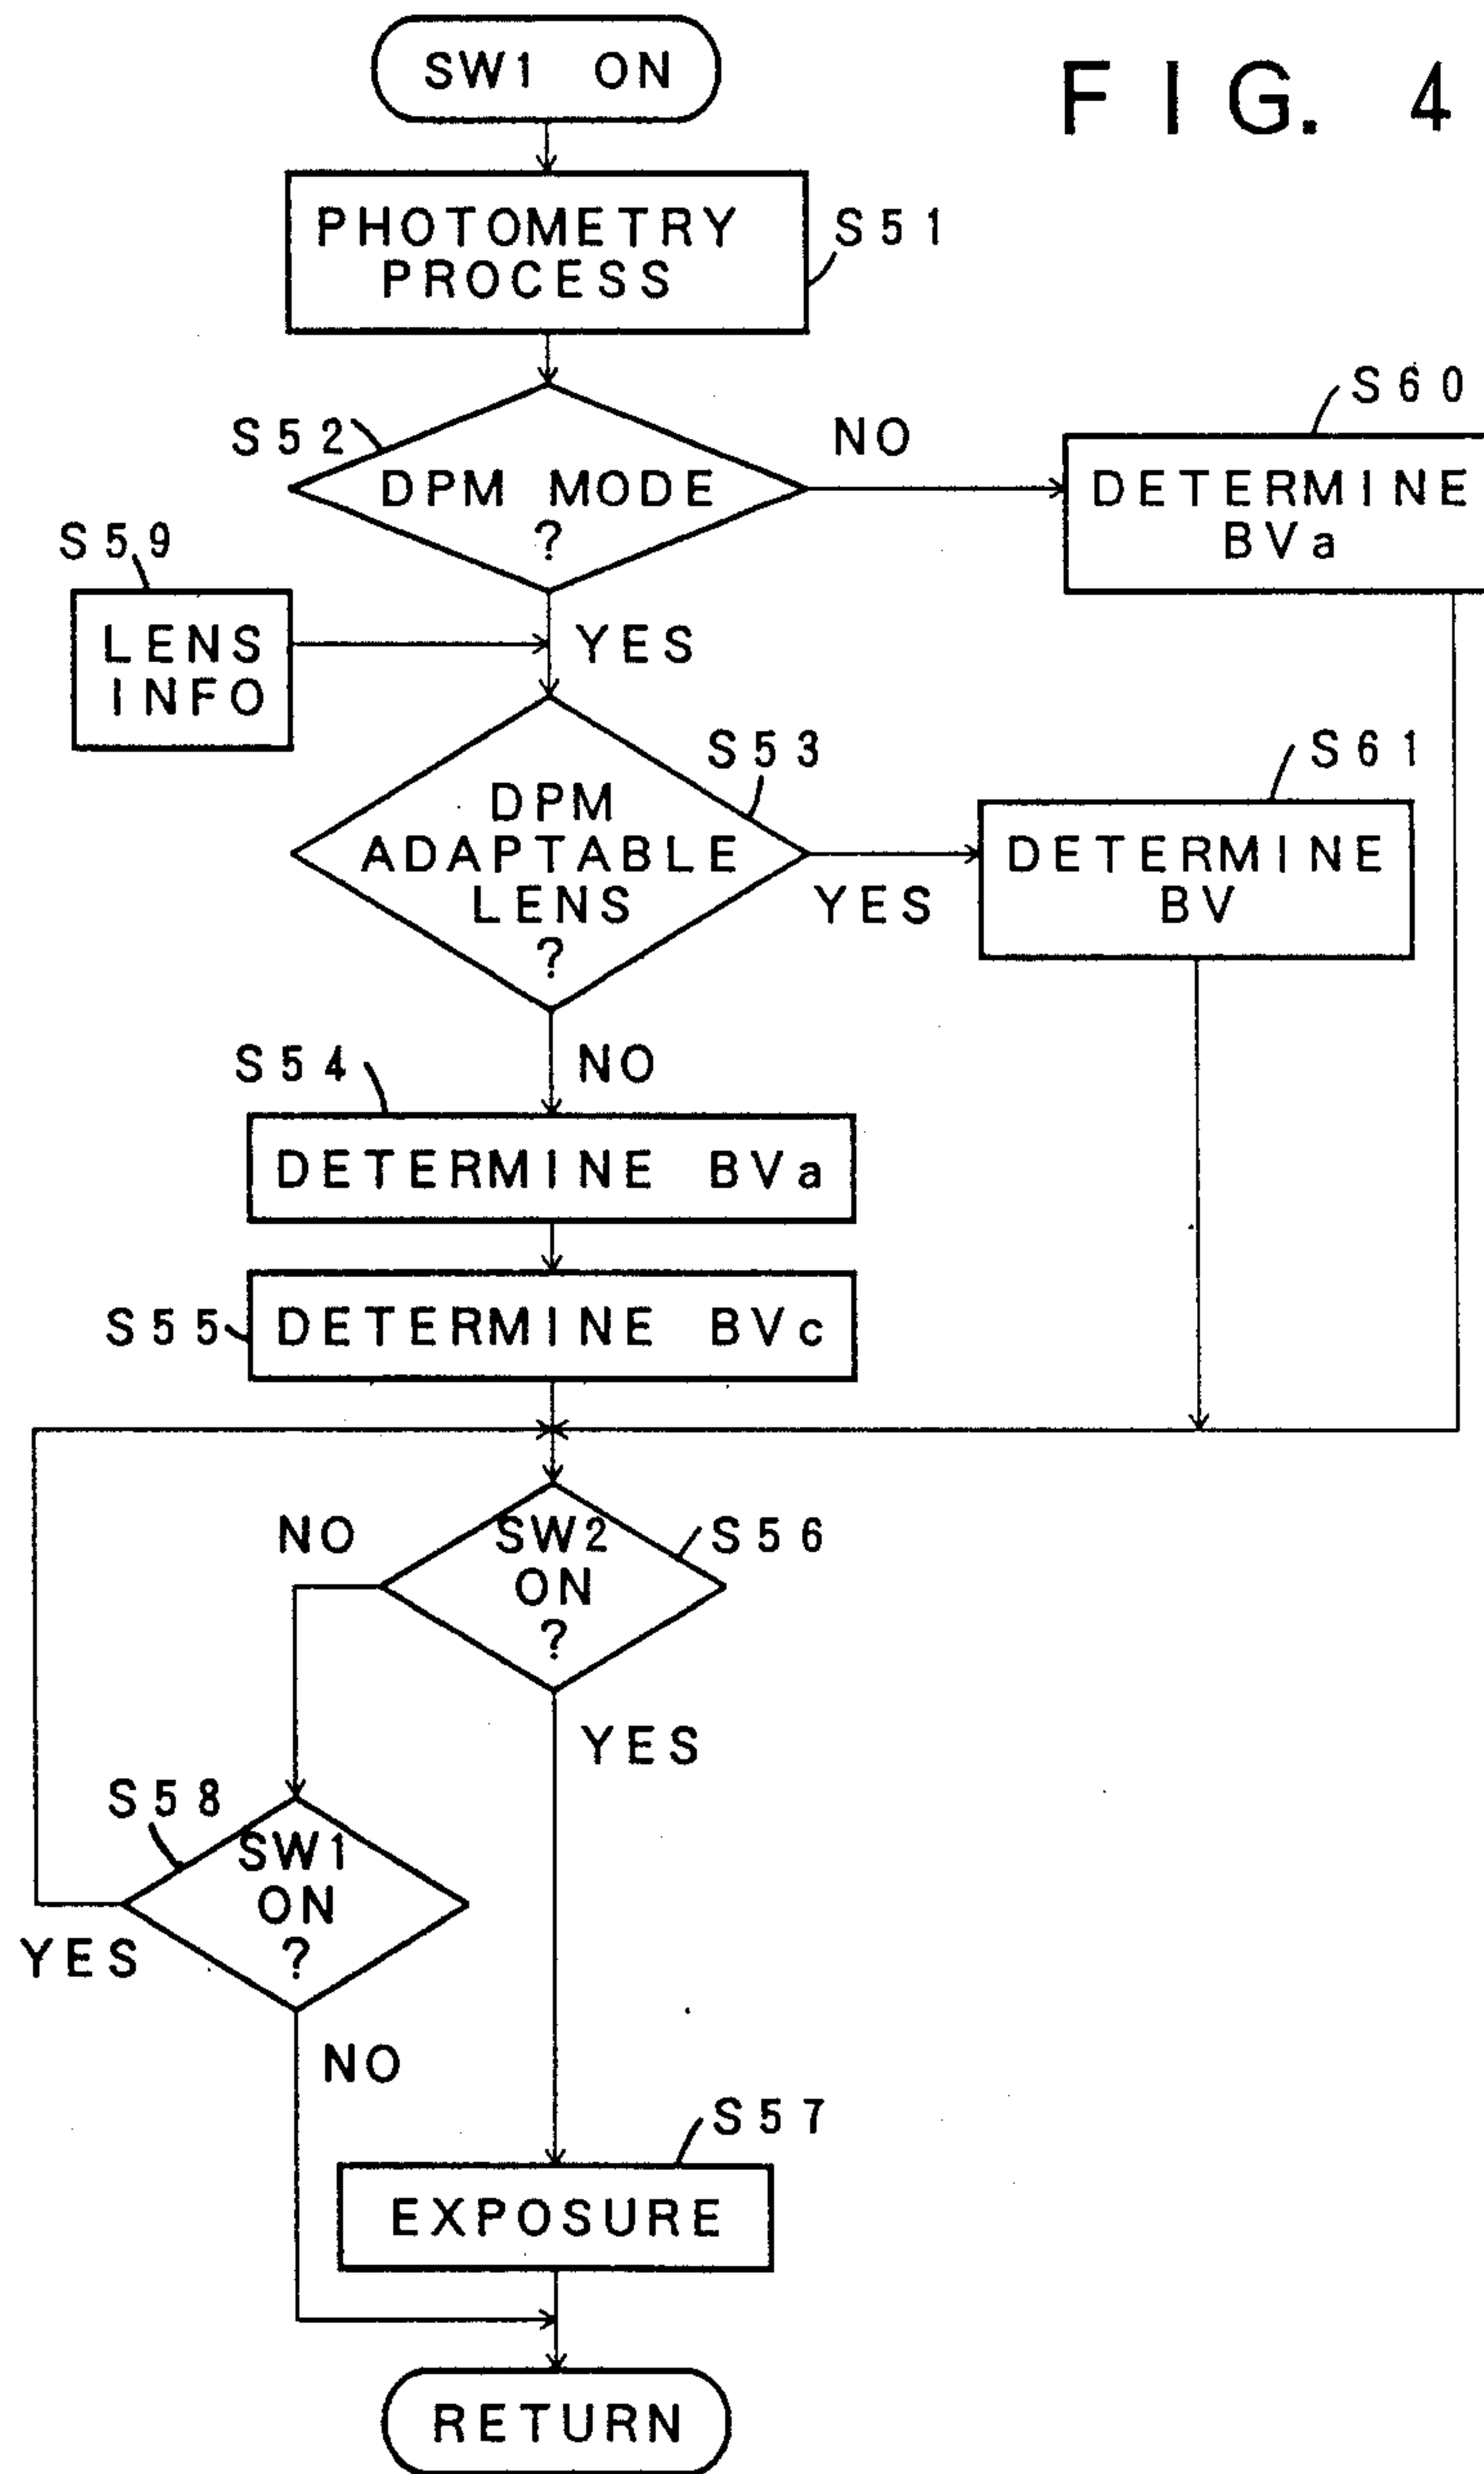 SW1 ON
FIG. 4
PHOTOMETRY
PROCESS
S51
S52
DPM MODE
?
NO
S60
DETERMINE
BVa
S59
LENS
INFO
YES
S53
DPM
ADAPTABLE
LENS
?
YES
S61
DETERMINE
BV
S54
NO
DETERMINE BVa
S55
DETERMINE BVc
NO
SW2
ON
?
S56
YES
S58
SW1
ON
?
YES
NO
S57
EXPOSURE
RETURN